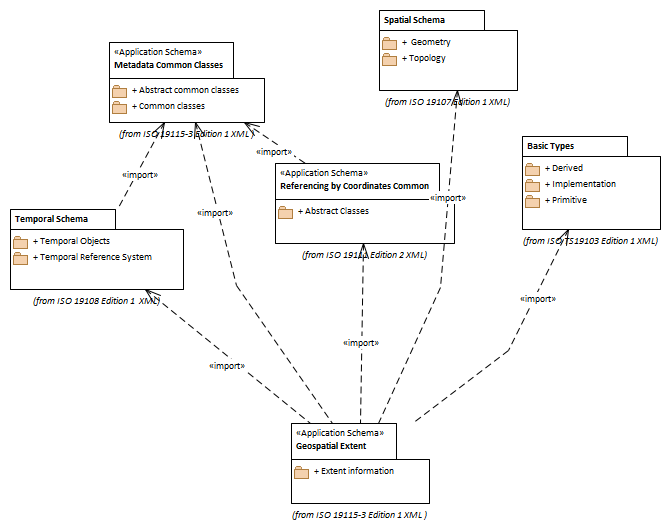 Spatial Schema
+ Geometry
+ Topology
(from ISO 19107 Edition 1 XML)
«Application Schema»
Metadata Common Classes
+ Abstract common classes
+ Common classes
(from ISO 19115-3 Edition 1 XML)
Basic Types
+ Derived
+ Implementation
+ Primitive
(from ISO/TS19103 Edition 1 XML)
«import»
«import»
«Application Schema»
Referencing by Coordinates Common
+ Abstract Classes
(from ISO 19111 Edition 2 XML)
«import»
«import»
Temporal Schema
+ Temporal Objects
+ Temporal Reference System
(from ISO 19108 Edition 1 XML)
«import»
«import»
«import»
«Application Schema»
Geospatial Extent
+ Extent information
(from ISO 19115-3 Edition 1 XML )